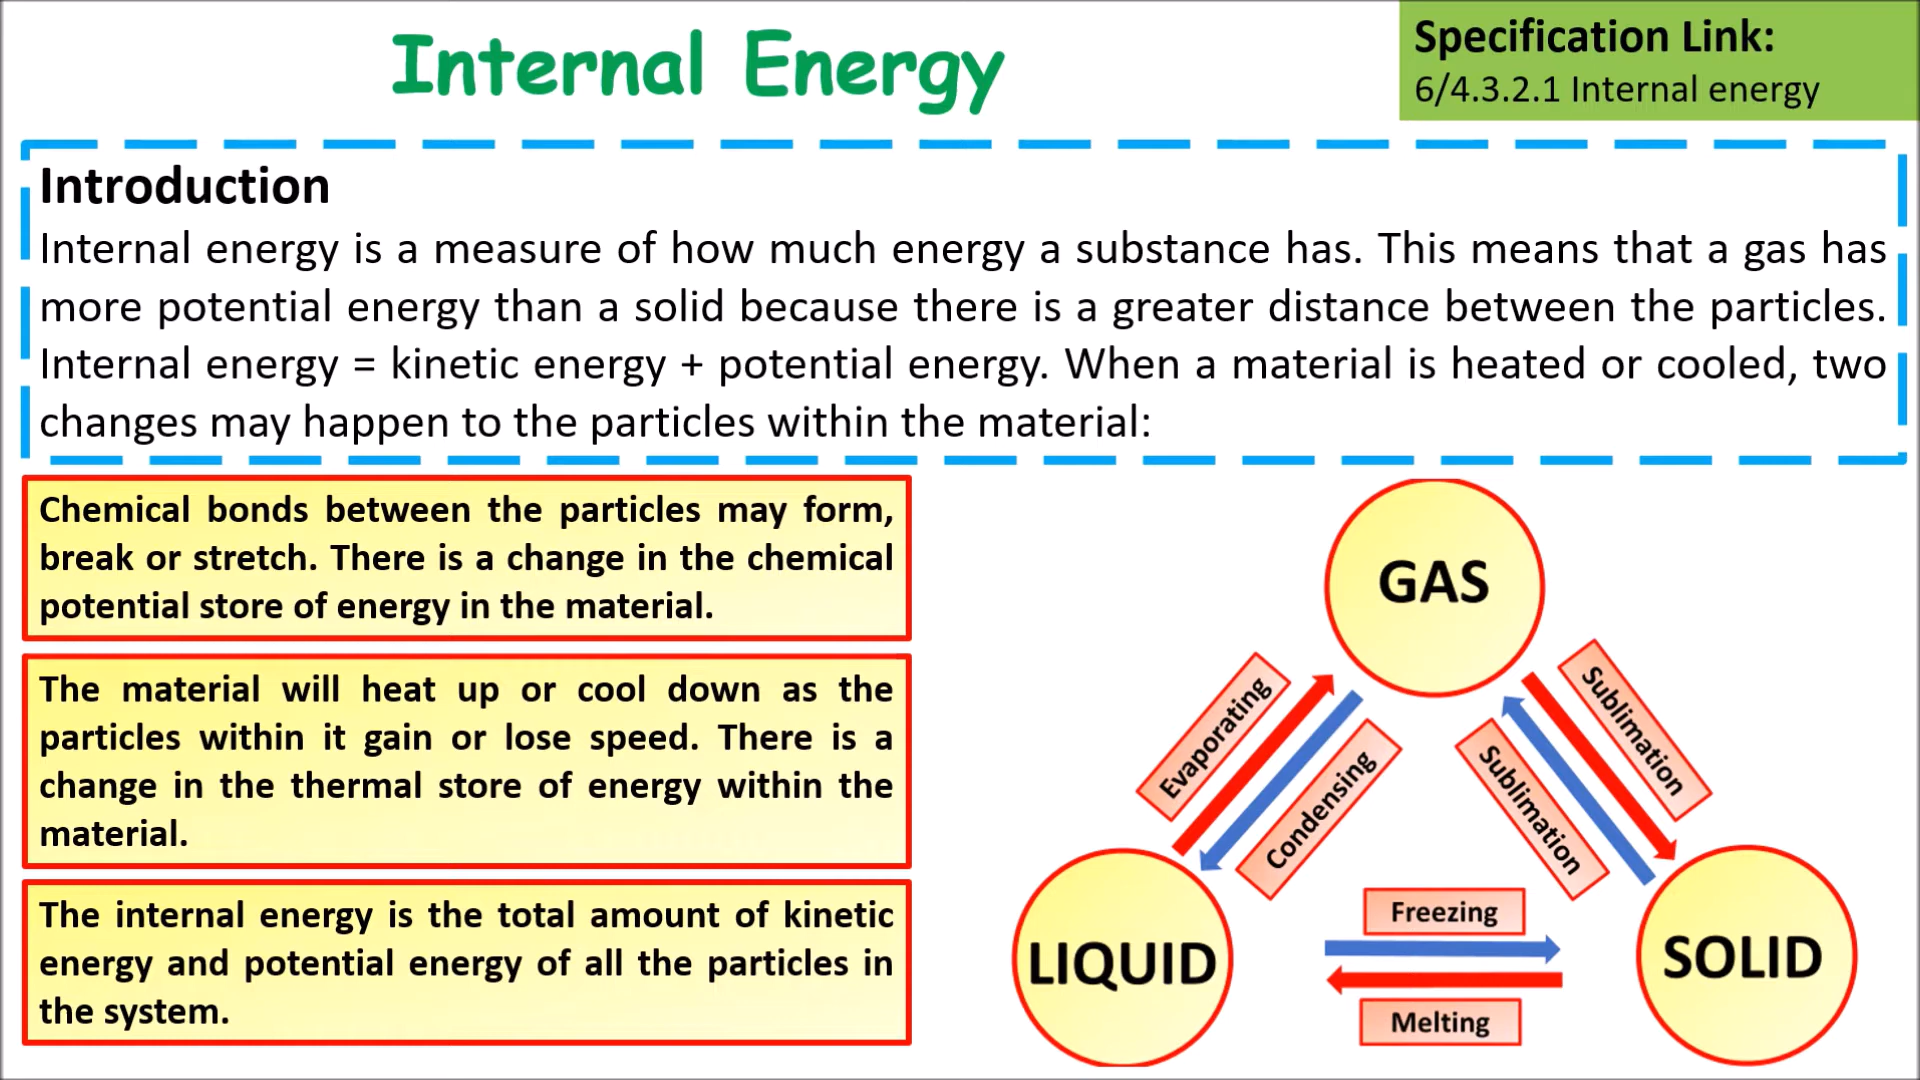 Internal Energy
Specification Link:
6/4.3.2.1 Internal energy
Introduction
Internal energy is a measure of how much energy a substance has. This means that a gas has
more potential energy than a solid because there is a greater distance between the particles.
Internal energy = kinetic energy + potential energy. When a material is heated or cooled, two
changes may happen to the particles within the material:
Chemical bonds between the particles may form,
break or stretch. There is a change in the chemical
potential store of energy in the material.
The material will heat up or cool down as the
particles within it gain or lose speed. There is a
change in the thermal store of energy within the
material.
The internal energy is the total amount of kinetic
energy and potential energy of all the particles in
the system.
GAS
Evaporating
Condensing
Sublimation
Sublimation
LIQUID
Freezing
Melting
SOLID